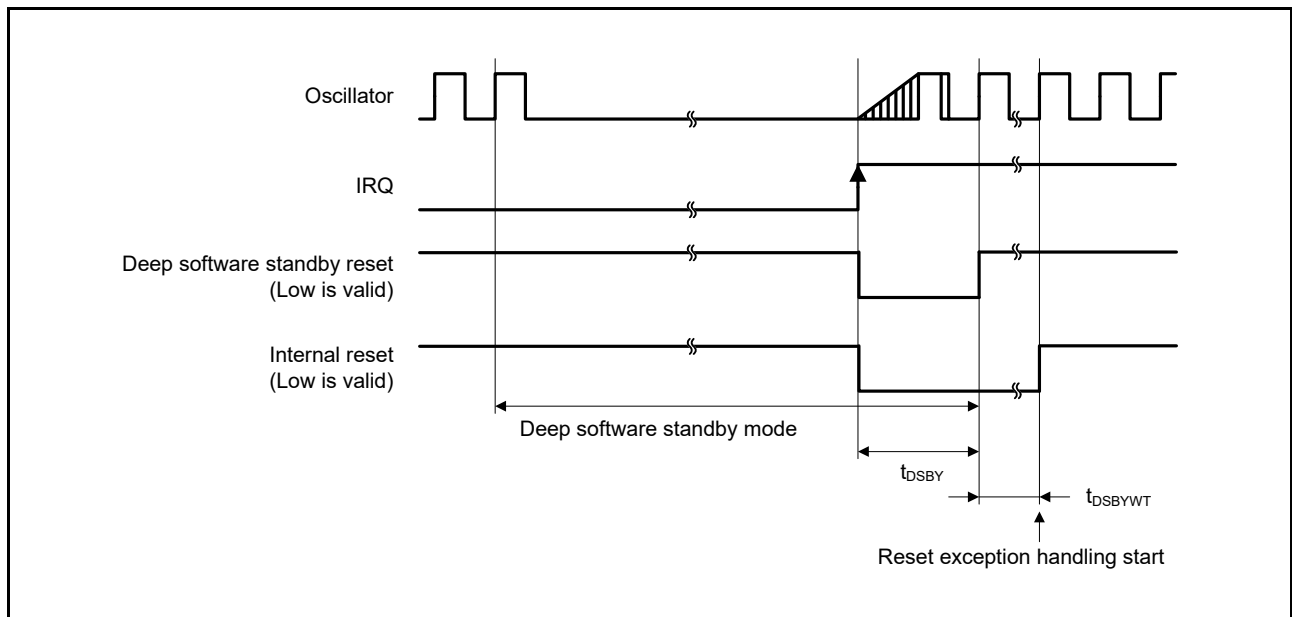 Oscillator
IRQ
Deep software standby reset
(Low is valid)
Internal reset
(Low is valid)
Deep software standby mode
tDSBY
tDSBYWT
Reset exception handling start